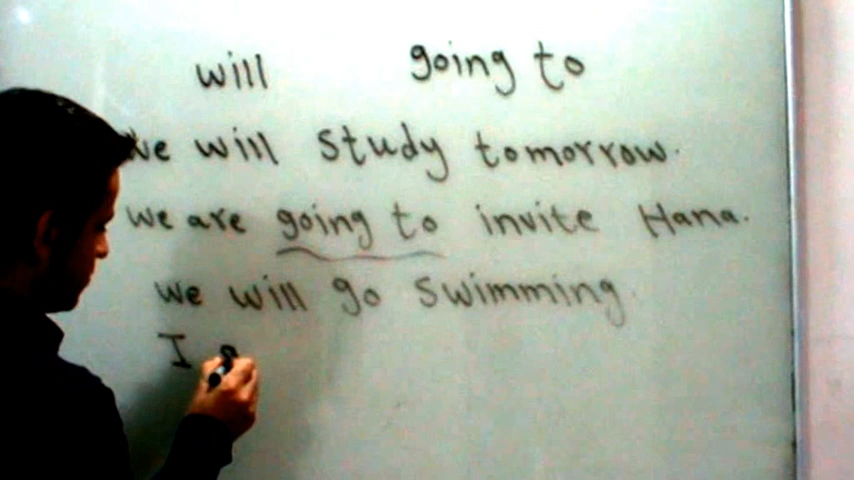 will going to
We will study tomorrow.
we are going to invite Hana.
we will go swimming
I